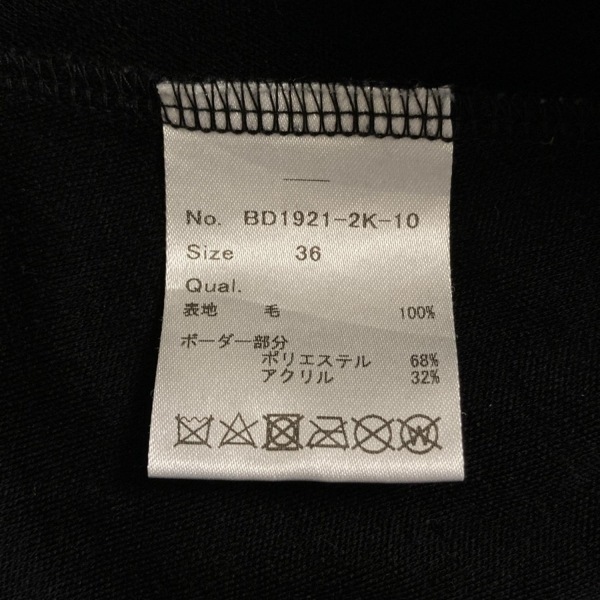 No. BD1921-2K-10
Size 36
Qual.
表地 毛 100%
ボーダー部分
ポリエステル 68%
アクリル 32%
W